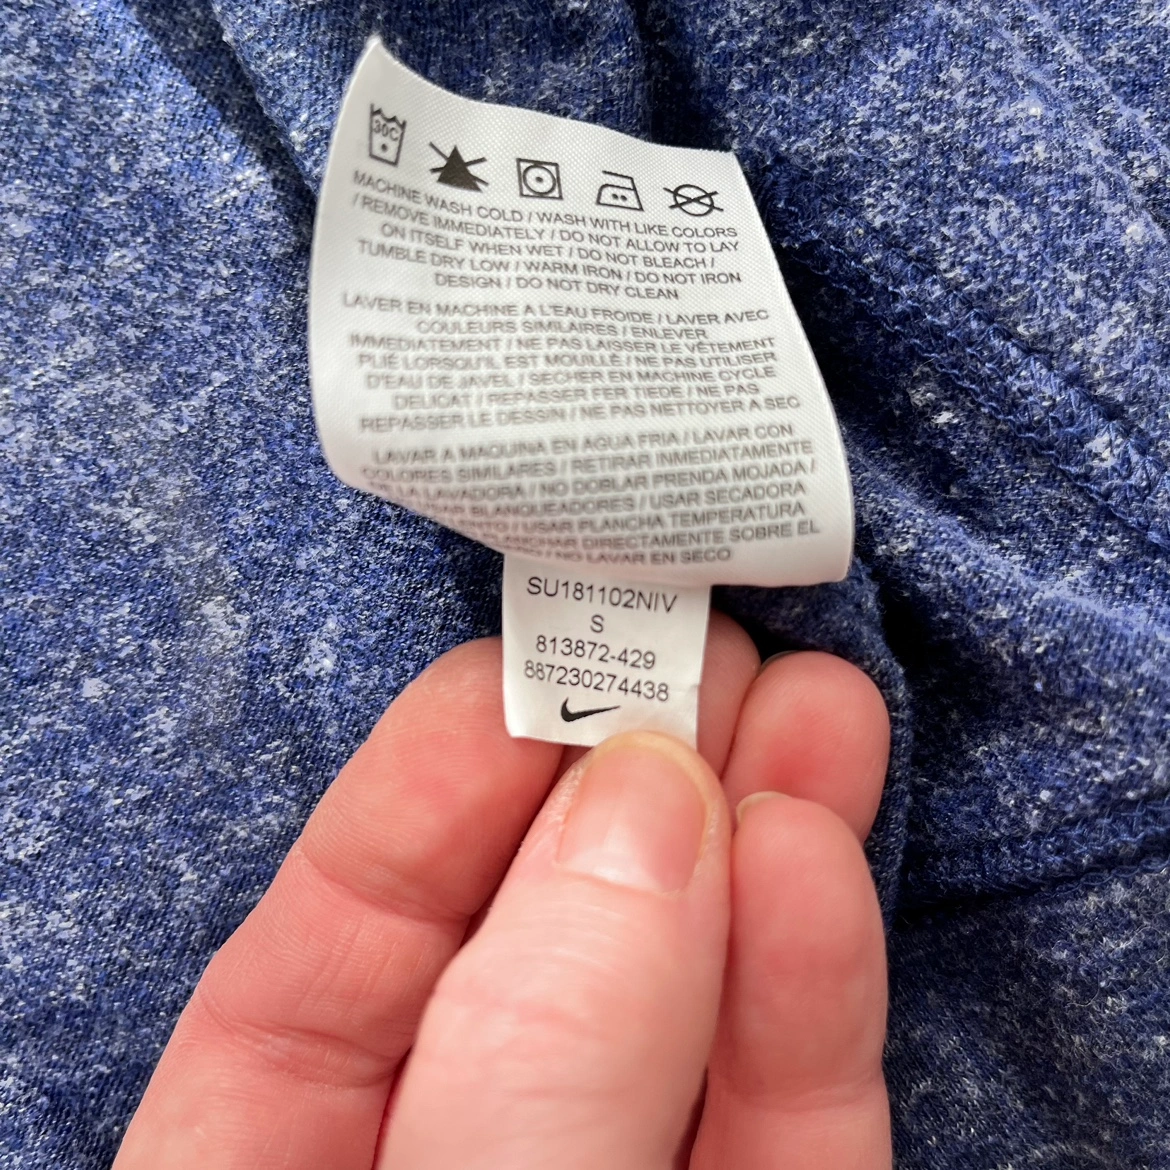 30C
MACHINE WASH COLD / WASH WITH LIKE COLORS
/ REMOVE IMMEDIATELY / DO NOT ALLOW TO LAY
ON ITSELF WHEN WET / DO NOT BLEACH /
TUMBLE DRY LOW / WARM IRON / DO NOT IRON
DESIGN / DO NOT DRY CLEAN
LAVER EN MACHINE A L'EAU FROIDE / LAVER AVEC
COULEURS SIMILAIRES / ENLEVER
IMMEDIATEMENT / NE PAS LAISSER LE VÊTEMENT
PLIÉ LORSQU'IL EST MOUILLÉ / NE PAS UTILISER
D'EAU DE JAVEL / SECHER EN MACHINE CYCLE
DELICAT / REPASSER FER TIEDE / NE PAS
REPASSER LE DESSIN / NE PAS NETTOYER A SEC
LAVAR A MAQUINA EN AGUA FRIA / LAVAR CON
COLORES SIMILARES / RETIRAR INMEDIATAMENTE
LA LAVADORA / NO DOBLAR PRENDA MOJADA /
BLANQUEADORES / USAR SECADORA
/ USAR PLANCHA TEMPERATURA
DIRECTAMENTE SOBRE EL
/ NO LAVAR EN SECO
SU181102NIV
S
813872-429
887230274438